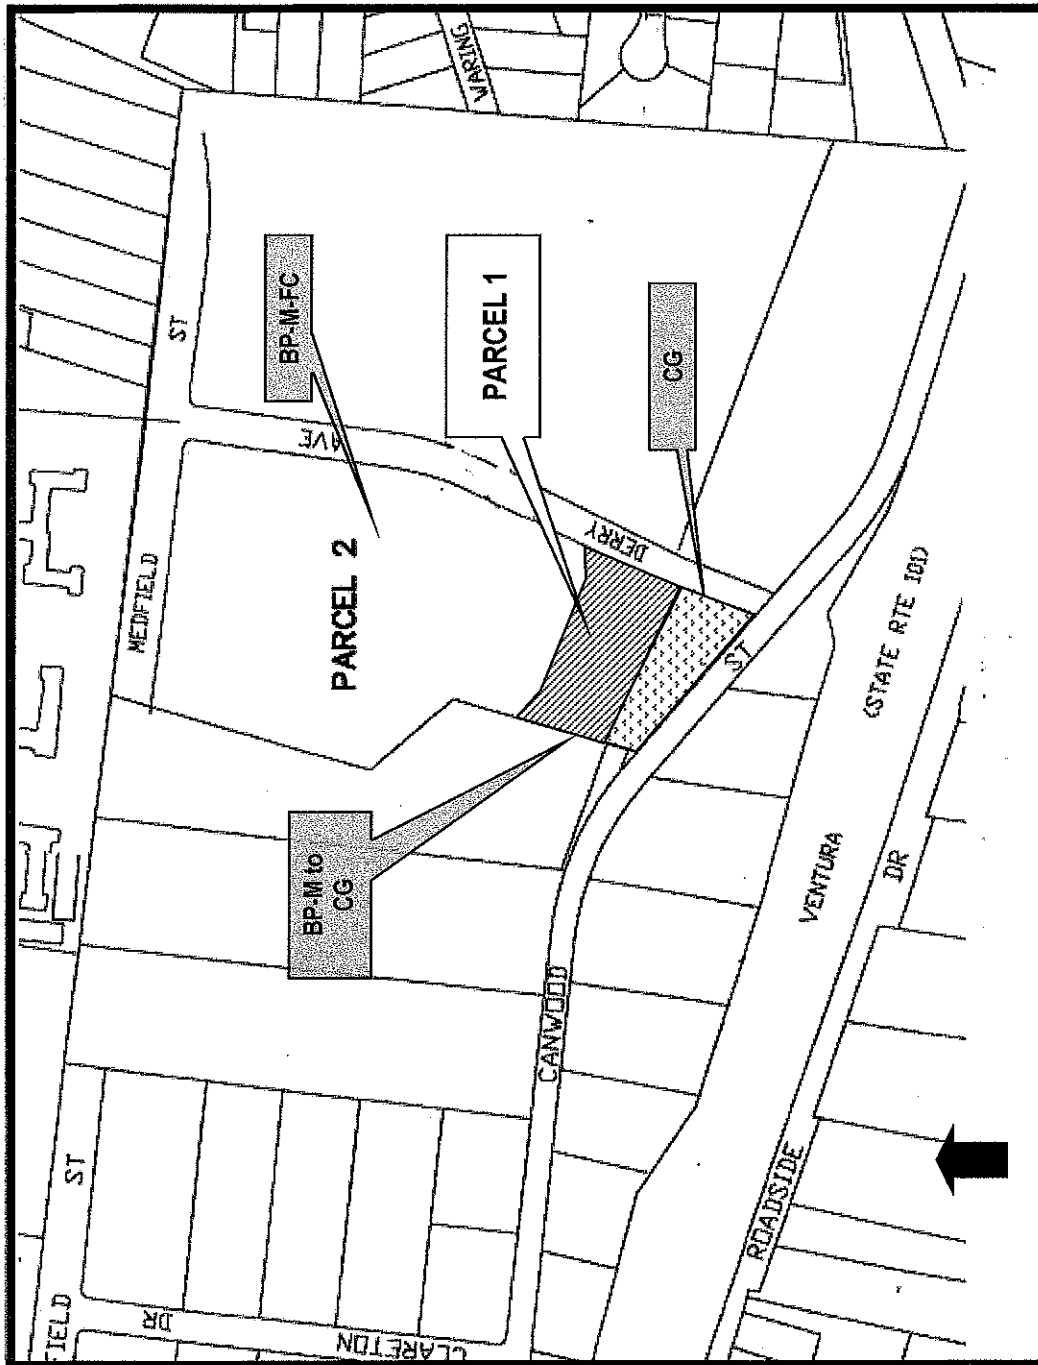 WARING
ST
BP-M-FC
AVE
PARCEL 1
CG
MEDFIELD
PARCEL 2
DERRY
ST
(STATE RTE 101)
BP-M to
CG
VENTURA
DR
CANWOOD
ST
ROADSIDE
FIELD
DR
CLARETON